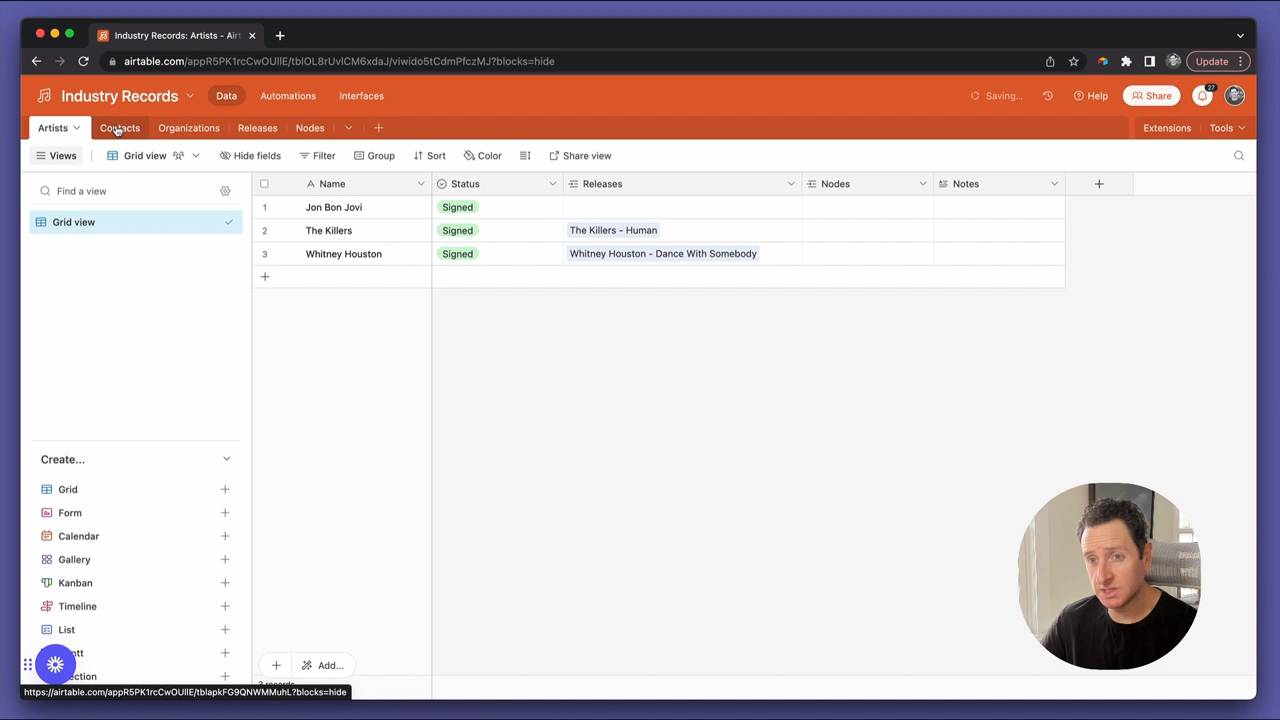 Industry Records: Artists - Airt
airtable.com/appR5PK1rcCwOUIIE/tblOL8rUvlCM6xdaJ/viwido5tCdmPfczMJ?blocks=hide
Update
Industry Records
Data
Automations
Interfaces
Saving...
Help
Share
27
Artists
Contacts
Organizations
Releases
Nodes
Extensions
Tools
Views
Grid view
Hide fields
Filter
Group
Sort
Color
Share view
Find a view
Grid view
Name
Status
Releases
Nodes
Notes
1 Jon Bon Jovi Signed
2 The Killers Signed The Killers - Human
3 Whitney Houston Signed Whitney Houston - Dance With Somebody
Create...
Grid
Form
Calendar
Gallery
Kanban
Timeline
List
Add...
https://airtable.com/appR5PK1rcCwOUIIE/tblapkFG9QNWMMuhL?blocks=hide